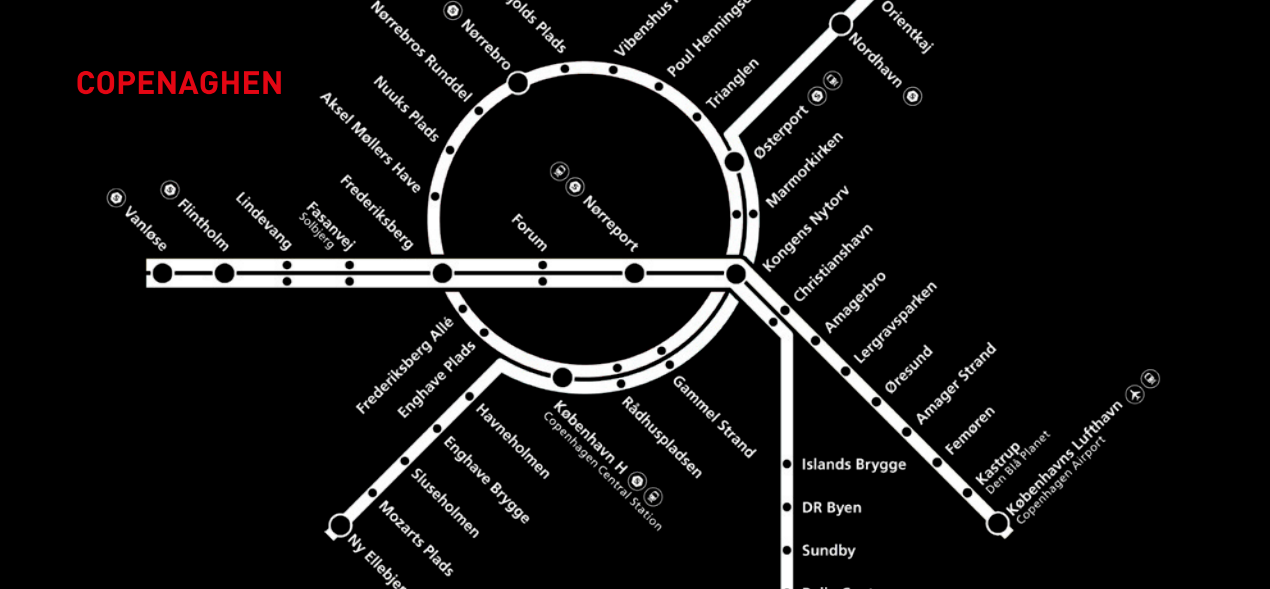 COPENAGHEN
Nørrebros Runddel
Nørrebro
Plads
Vibenshus
Poul
Trianglen
Orientkaj
Nordhavn
Østerport
Marmorkirken
Kongens Nytorv
Christianshavn
Amagerbro
Lergravsparken
Øresund
Amager Strand
Femøren
Kastrup
Den Blå Planet
Københavns Lufthavn
Copenhagen Airport
Nuuks Plads
Aksel Møllers Have
Frederiksberg
Fasanvej
Solbjerg
Lindevang
Flintholm
Vanløse
Forum
Nørreport
Frederiksberg Allé
Enghave Plads
København H
Copenhagen Central Station
Rådhuspladsen
Gammel Strand
Havneholmen
Enghave Brygge
Sluseholmen
Mozarts Plads
Ny
Islands Brygge
DR Byen
Sundby